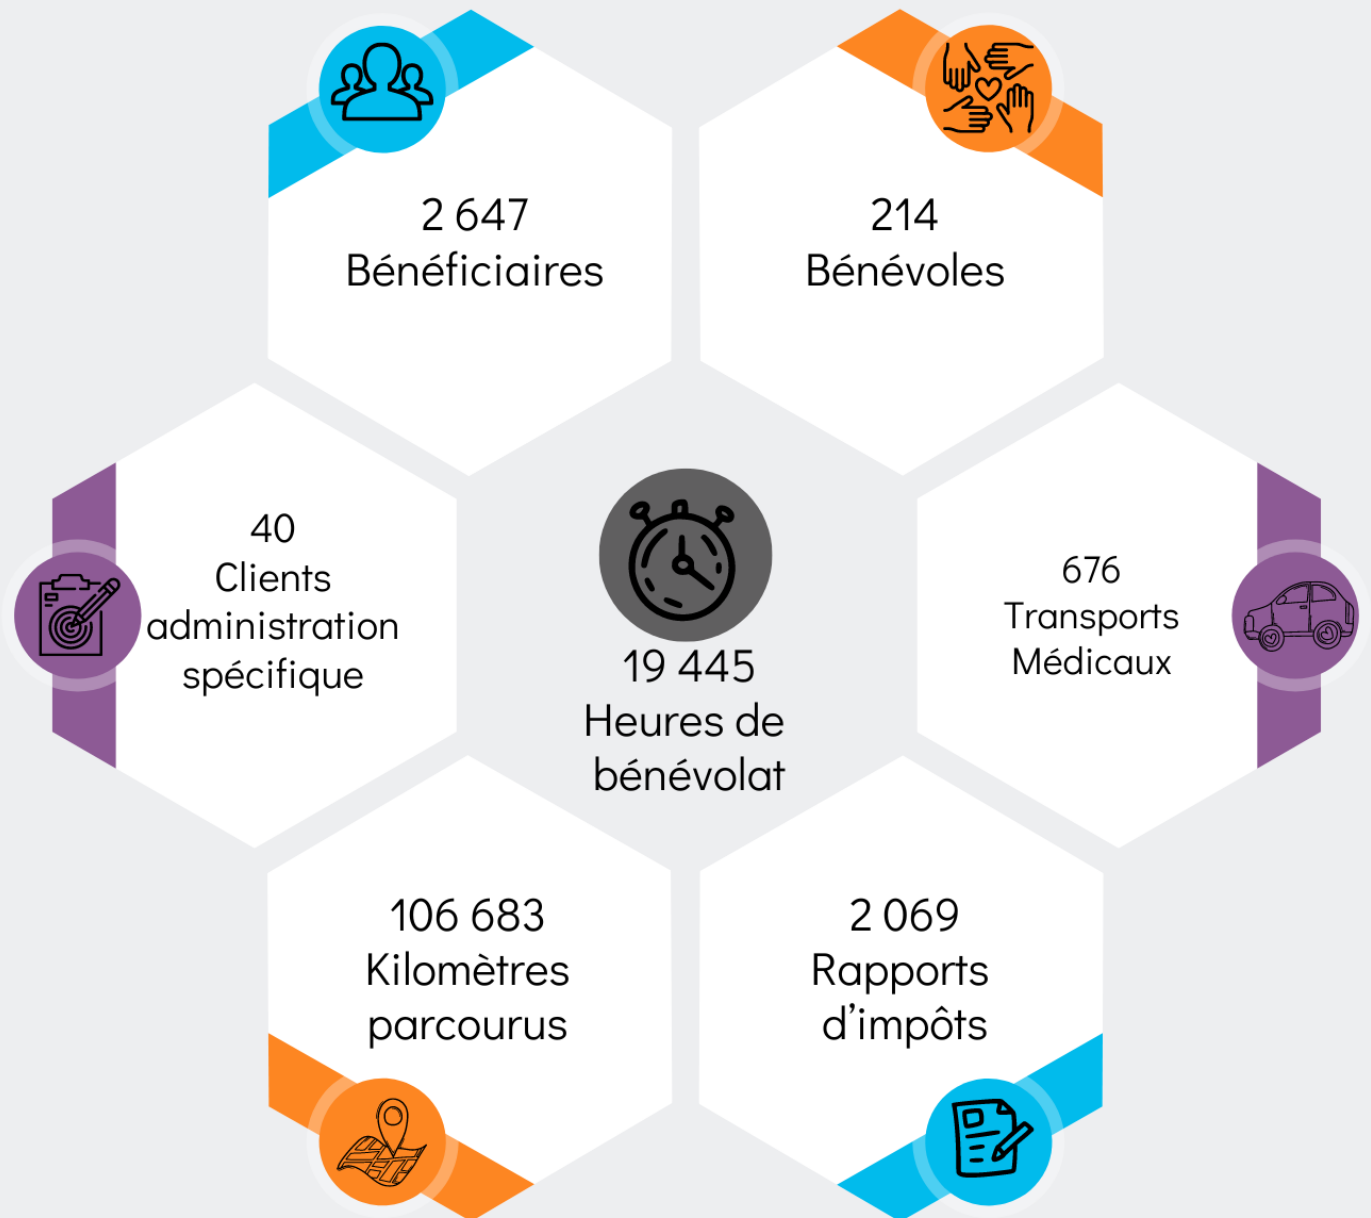 2 647
Bénéficiaires
214
Bénévoles
40
Clients
administration
spécifique
19 445
Heures de
bénévolat
676
Transports
Médicaux
106 683
Kilomètres
parcourus
2 069
Rapports
d’impôts